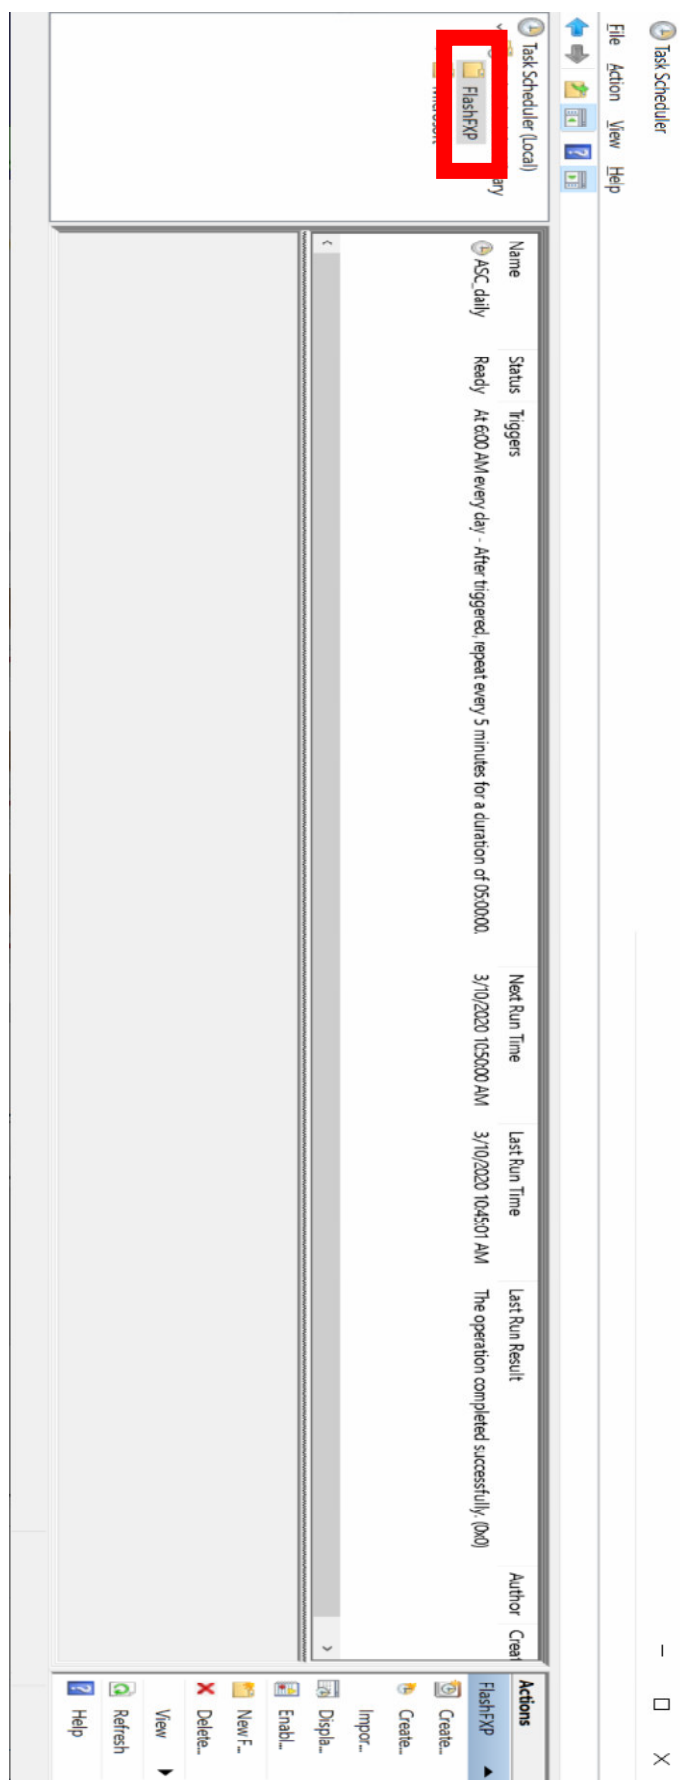 Task Scheduler
File Action View Help
Task Scheduler (Local)
FlashFXP
Name Status Triggers Next Run Time Last Run Time Last Run Result Author Creat
ASC_daily Ready At 6:00 AM every day - After triggered, repeat every 5 minutes for a duration of 05:00:00. 3/10/2020 10:50:00 AM 3/10/2020 10:45:01 AM The operation completed successfully. (0x0)
Actions
FlashFXP
Create...
Create...
Impor...
Displa...
Enabl...
New F...
Delete...
View
Refresh
Help